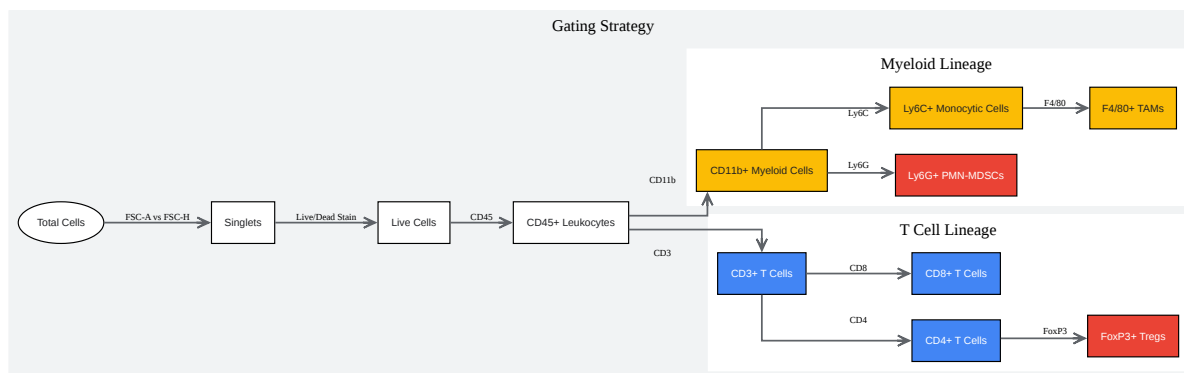 Gating Strategy
Myeloid Lineage
Ly6C+ Monocytic Cells
F4/80
F4/80+ TAMs
Ly6C
CD11b+ Myeloid Cells
Ly6G
Ly6G+ PMN-MDSCs
CD11b
Total Cells
FSC-A vs FSC-H
Singlets
Live/Dead Stain
Live Cells
CD45
CD45+ Leukocytes
T Cell Lineage
CD3
CD3+ T Cells
CD8
CD8+ T Cells
CD4
CD4+ T Cells
FoxP3
FoxP3+ Tregs